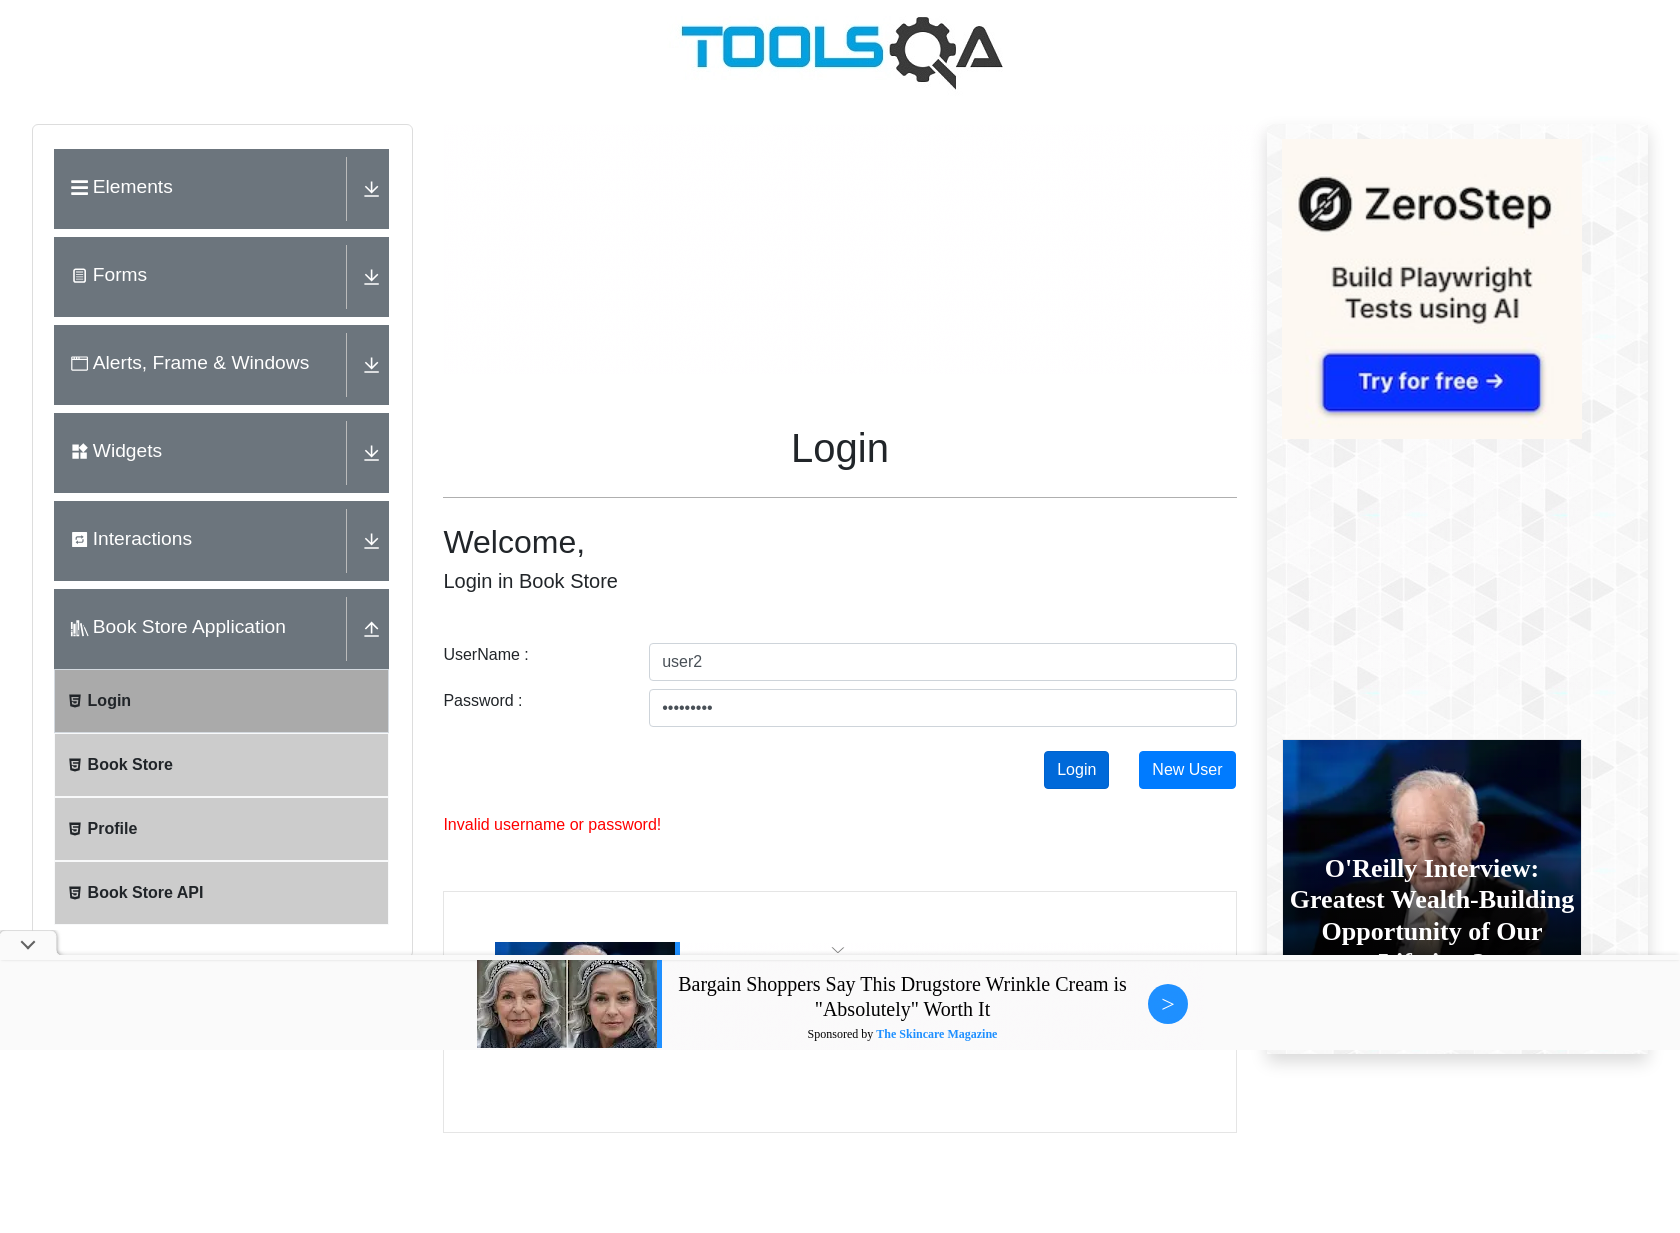 TOOLSQA
Elements
Forms
Alerts, Frame & Windows
Widgets
Interactions
Book Store Application
Login
Book Store
Profile
Book Store API
Login
Welcome,
Login in Book Store
UserName :
user2
Password :
•••••••••
Login
New User
Invalid username or password!
ZeroStep
Build Playwright
Tests using AI
Try for free →
O'Reilly Interview:
Greatest Wealth-Building
Opportunity of Our
Bargain Shoppers Say This Drugstore Wrinkle Cream is
"Absolutely" Worth It
Sponsored by The Skincare Magazine
>